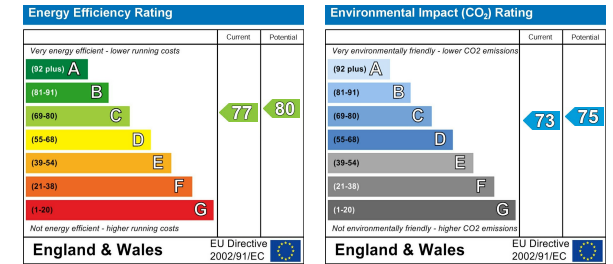 Energy Efficiency Rating
Current Potential
Very energy efficient - lower running costs
(92 plus) A
(81-91) B
(69-80) C
(55-68) D
(39-54) E
(21-38) F
(1-20) G
77
80
Not energy efficient - higher running costs
England & Wales
EU Directive
2002/91/EC
Environmental Impact (CO2) Rating
Current Potential
Very environmentally friendly - lower CO2 emissions
(92 plus) A
(81-91) B
(69-80) C
(55-68) D
(39-54) E
(21-38) F
(1-20) G
73
75
Not environmentally friendly - higher CO2 emissions
England & Wales
EU Directive
2002/91/EC